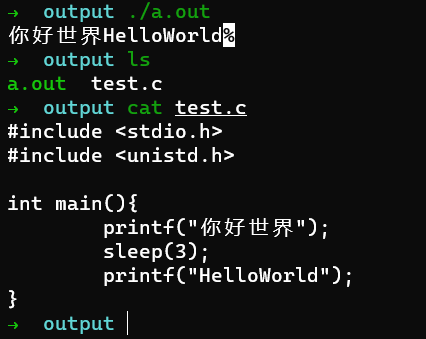 → output ./a.out
你好世界HelloWorld%
→ output ls
a.out test.c
→ output cat test.c
#include <stdio.h>
#include <unistd.h>
int main(){
        printf("你好世界");
        sleep(3);
        printf("HelloWorld");
}
→ output